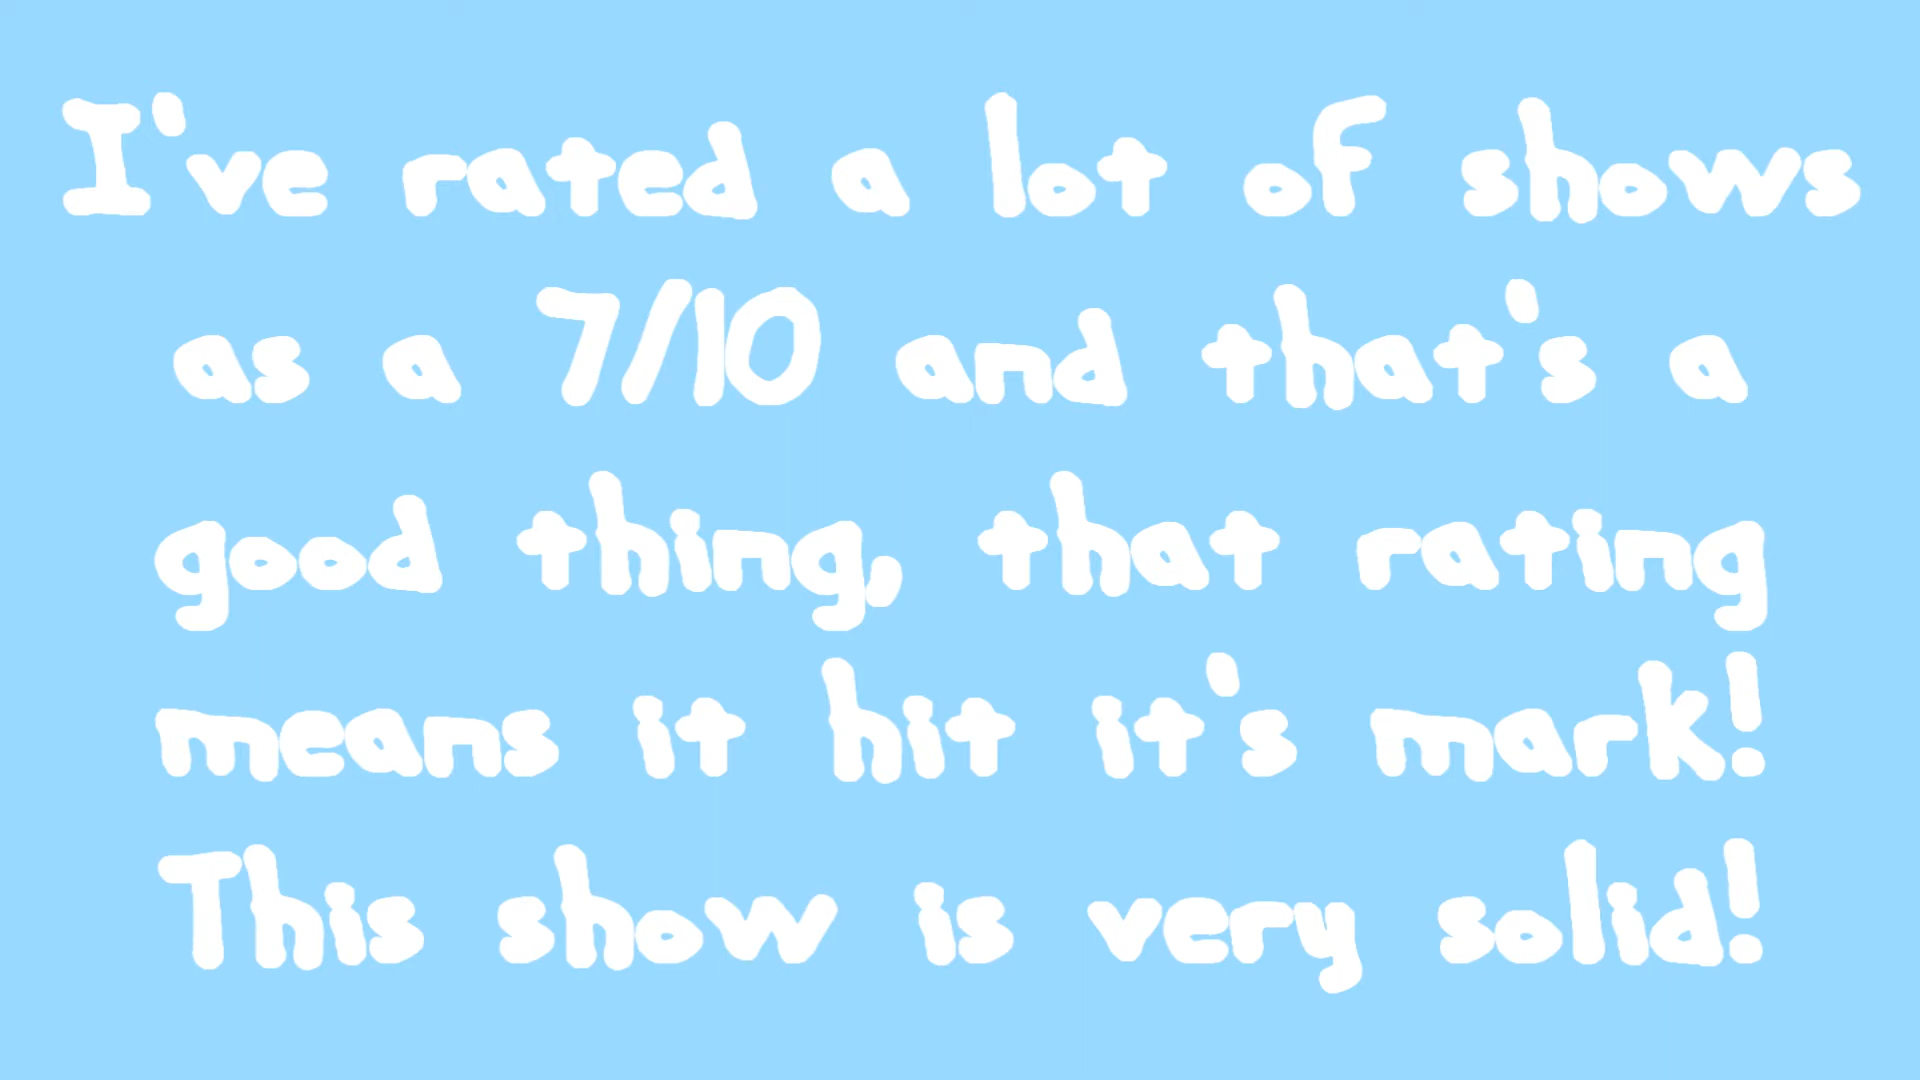 I've rated a lot of shows
as a 7/10 and that's a
good thing, that rating
means it hit it's mark!
This show is very solid!